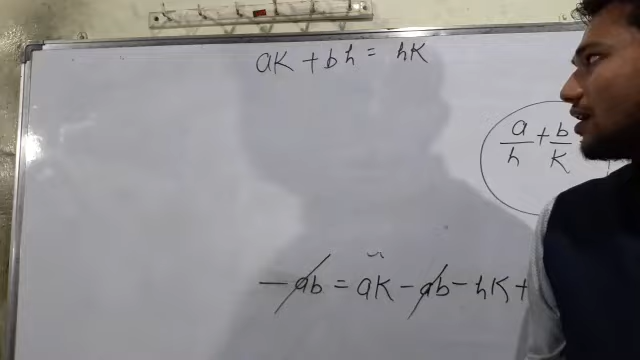 ak + bh = hk
a/h + b/k
- ab = ak - ab - hk +